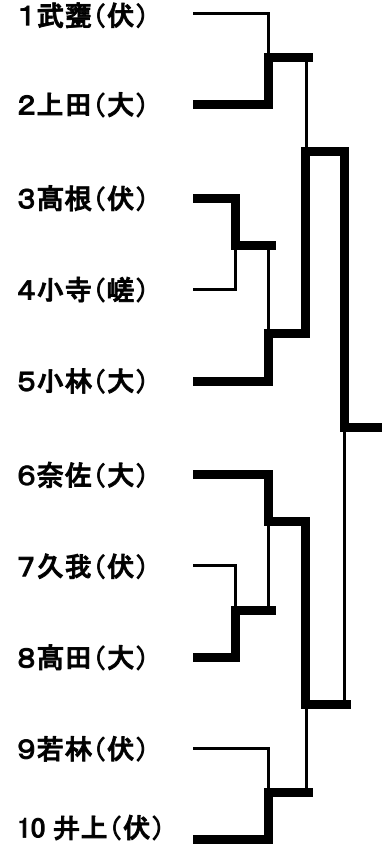 1武甕(伏)
2上田(大)
3髙根(伏)
4小寺(嵯)
5小林(大)
6奈佐(大)
7久我(伏)
8髙田(大)
9若林(伏)
10 井上(伏)